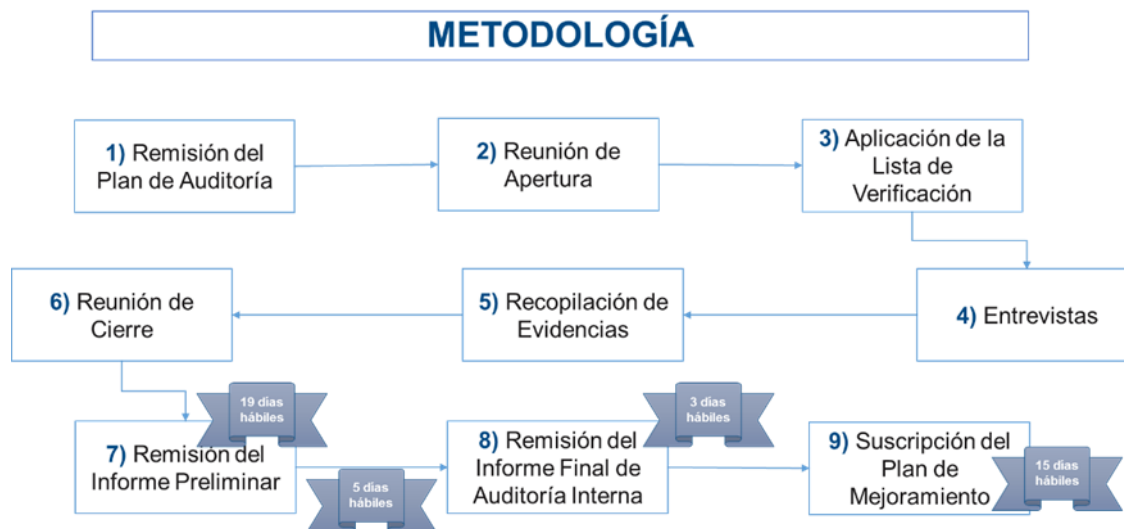 METODOLOGÍA
1) Remisión del
Plan de Auditoría
2) Reunión de
Apertura
3) Aplicación de la
Lista de
Verificación
6) Reunión de
Cierre
5) Recopilación de
Evidencias
4) Entrevistas
19 días
hábiles
3 días
hábiles
7) Remisión del
Informe Preliminar
5 días
hábiles
8) Remisión del
Informe Final de
Auditoría Interna
9) Suscripción del
Plan de
Mejoramiento
15 días
hábiles